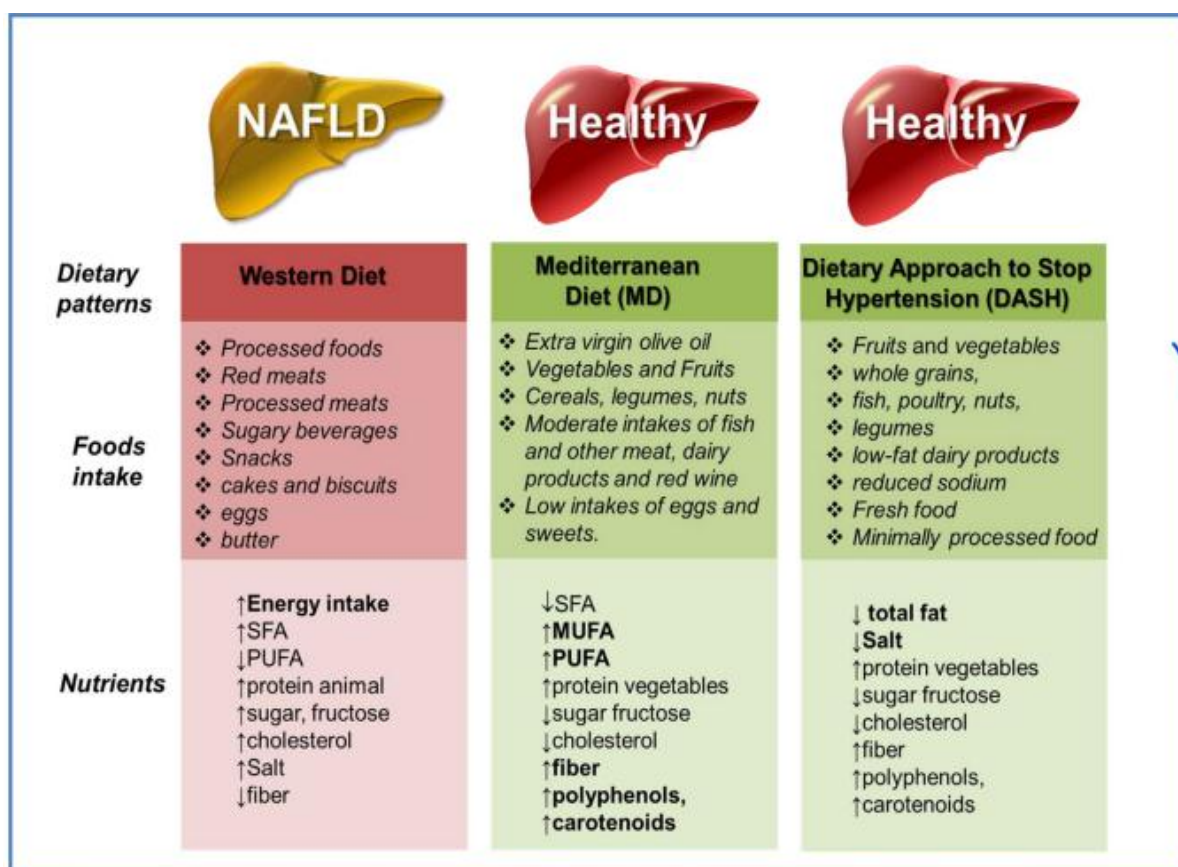 NAFLD
Healthy
Healthy
Dietary
patterns
Western Diet
Mediterranean
Diet (MD)
Dietary Approach to Stop
Hypertension (DASH)
Foods
intake
❖ Processed foods
❖ Red meats
❖ Processed meats
❖ Sugary beverages
❖ Snacks
❖ cakes and biscuits
❖ eggs
❖ butter
❖ Extra virgin olive oil
❖ Vegetables and Fruits
❖ Cereals, legumes, nuts
❖ Moderate intakes of fish
and other meat, dairy
products and red wine
❖ Low intakes of eggs and
sweets.
❖ Fruits and vegetables
❖ whole grains,
❖ fish, poultry, nuts,
❖ legumes
❖ low-fat dairy products
❖ reduced sodium
❖ Fresh food
❖ Minimally processed food
Nutrients
↑Energy intake
↑SFA
↓PUFA
↑protein animal
↑sugar, fructose
↑cholesterol
↑Salt
↓fiber
↓SFA
↑MUFA
↑PUFA
↑protein vegetables
↓sugar fructose
↓cholesterol
↑fiber
↑polyphenols,
↑carotenoids
↓ total fat
↓Salt
↑protein vegetables
↓sugar fructose
↓cholesterol
↑fiber
↑polyphenols,
↑carotenoids